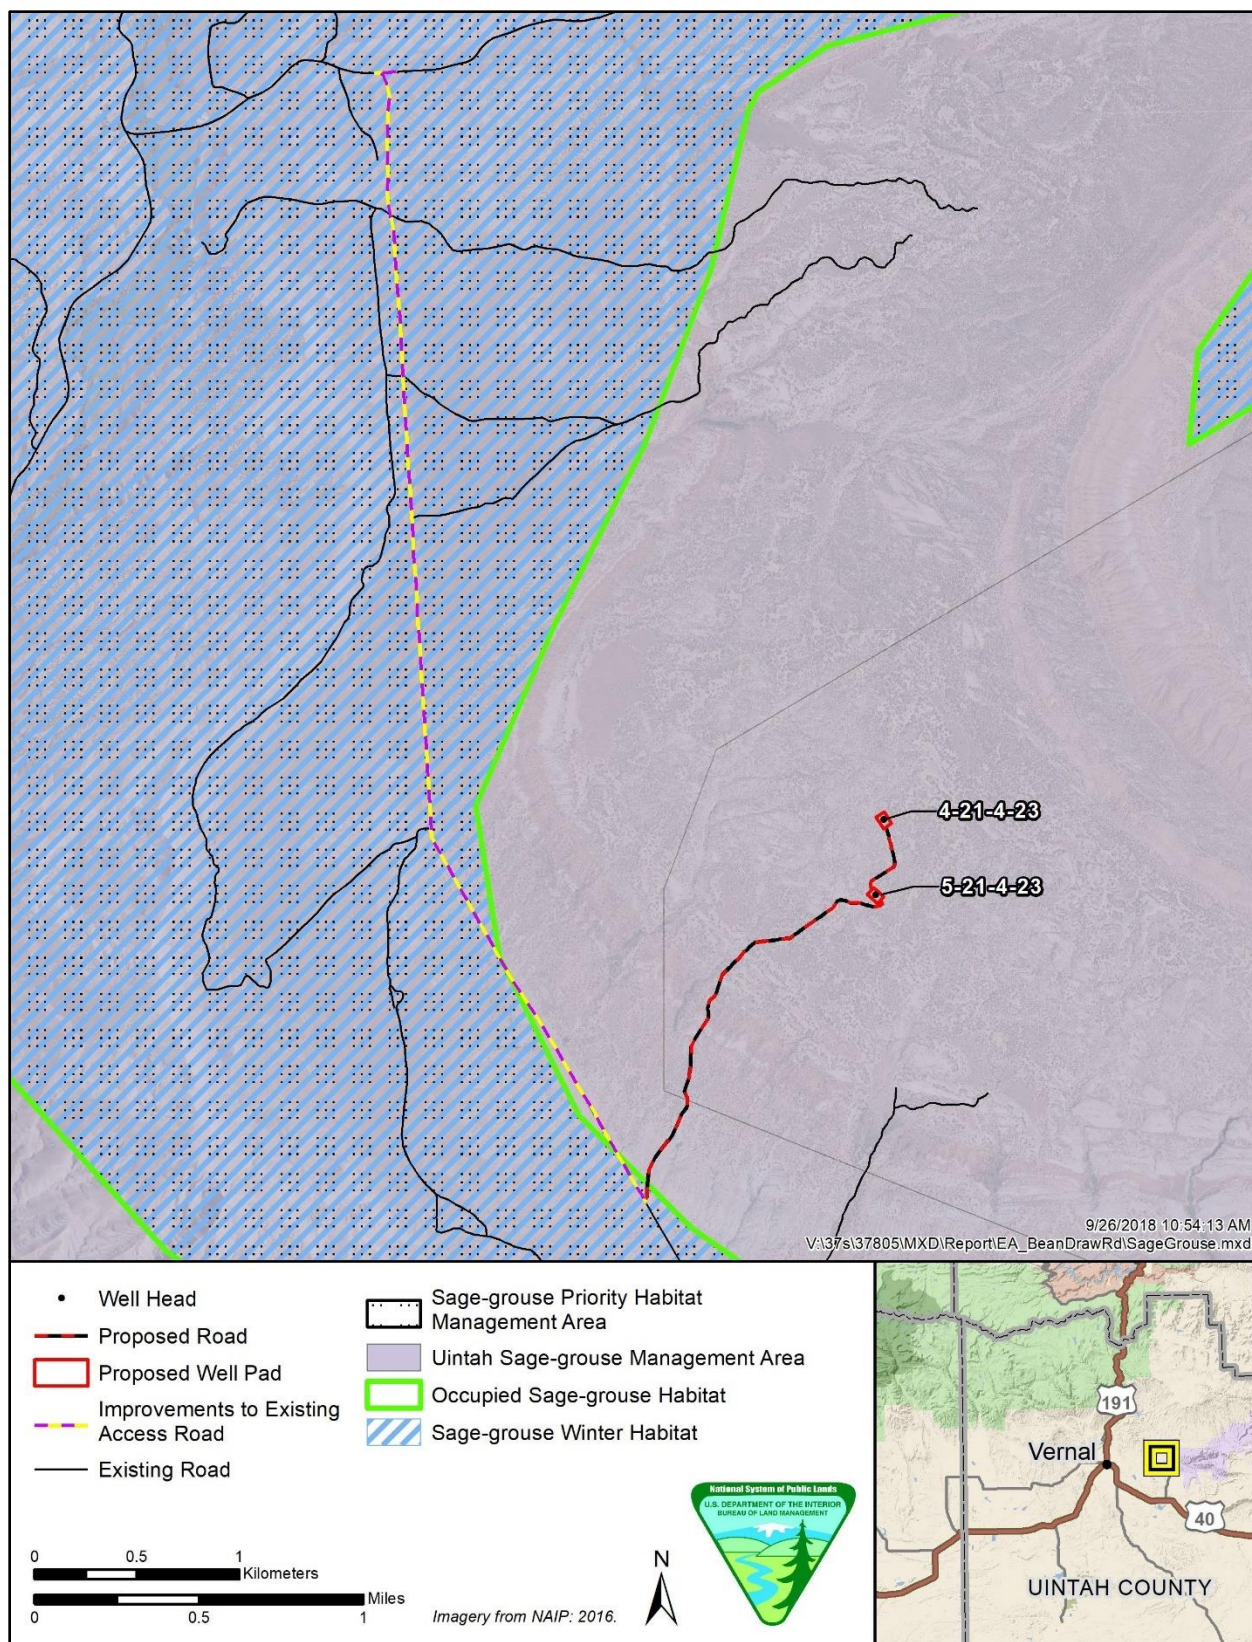 4-21-4-23
5-21-4-23
9/26/2018 10:54:13 AM
V:\37s\37805\MXD\Report\EA_BeanDrawRd\SageGrouse.mxd
Well Head
Proposed Road
Proposed Well Pad
Improvements to Existing
Access Road
Existing Road
Sage-grouse Priority Habitat
Management Area
Uintah Sage-grouse Management Area
Occupied Sage-grouse Habitat
Sage-grouse Winter Habitat
0 0.5 1
Kilometers
Miles
0 0.5 1
Imagery from NAIP: 2016.
N
National System of Public Lands
U.S. DEPARTMENT OF THE INTERIOR
BUREAU OF LAND MANAGEMENT
191
Vernal
40
UINTAH COUNTY